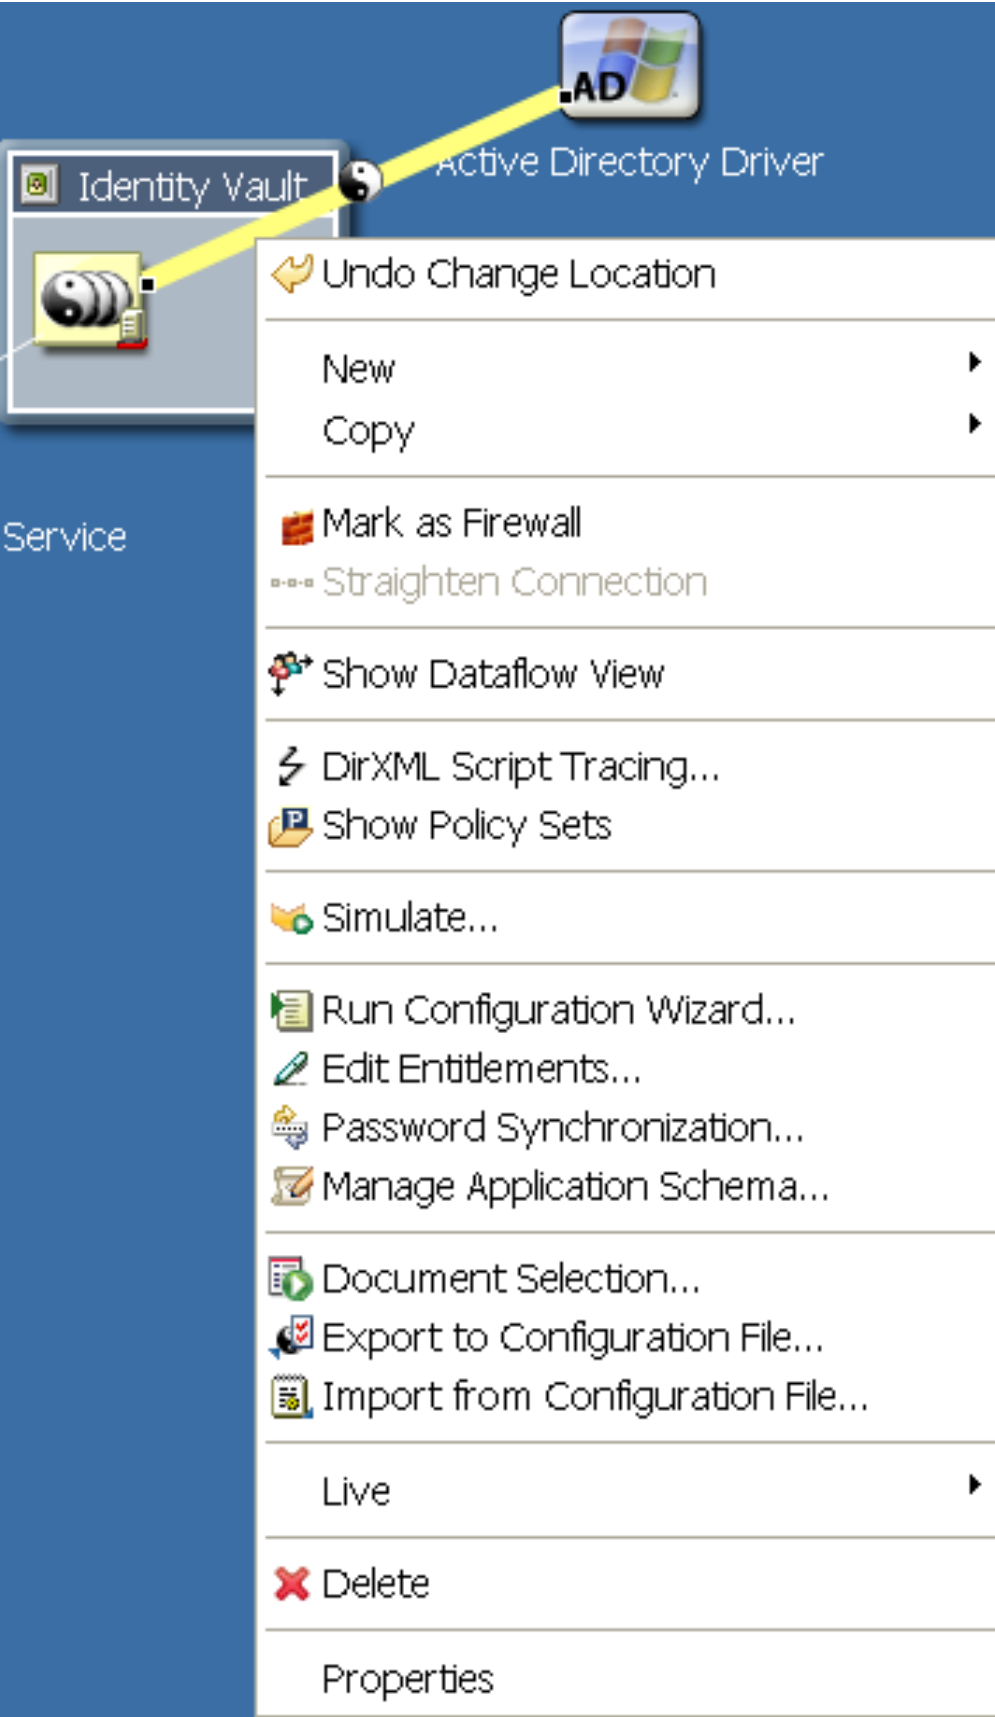 AD
Active Directory Driver
Identity Vault
Undo Change Location
New
Copy
Service
Mark as Firewall
Straighten Connection
Show Dataflow View
DirXML Script Tracing...
Show Policy Sets
Simulate...
Run Configuration Wizard...
Edit Entitlements...
Password Synchronization...
Manage Application Schema...
Document Selection...
Export to Configuration File...
Import from Configuration File...
Live
Delete
Properties